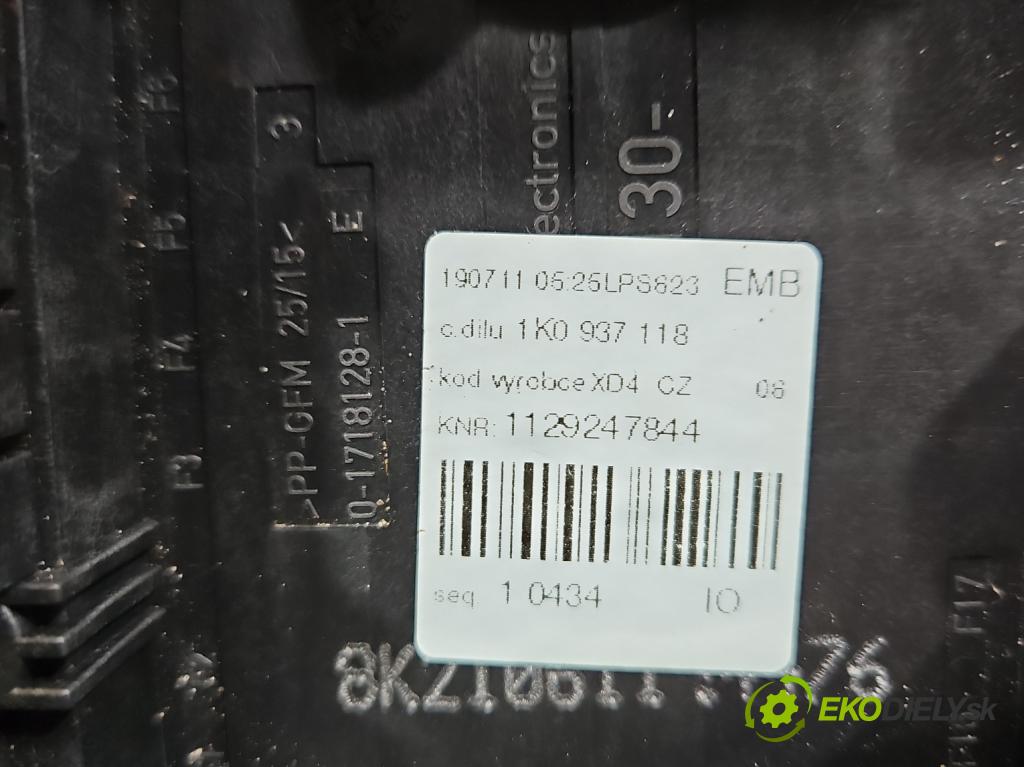 F6
F5
F4
F3
3
E
>PP-GFM 25/15<
0-1718128-1
ectronics
30-
190711 05:25LPS623 EMB
c.dilu 1K0 937 118
kod vyrobce XD4 CZ 06
KNR: 1129247844
seq. 1 0434 IO
F17
EKODIELY.sk